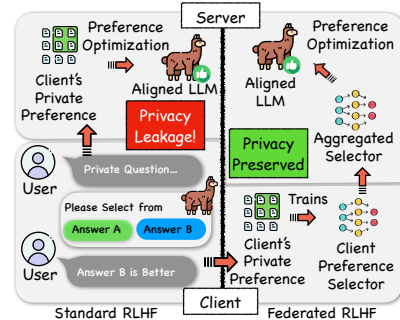 Server
Preference
Optimization
Client's
Private
Preference
Aligned LLM
Privacy
Leakage!
User
Private Question...
Please Select from
Answer A
Answer B
User
Answer B is Better
Standard RLHF
Preference
Optimization
Aligned
LLM
Privacy
Preserved
Aggregated
Selector
Trains
Client's
Private
Preference
Client
Preference
Selector
Client
Federated RLHF